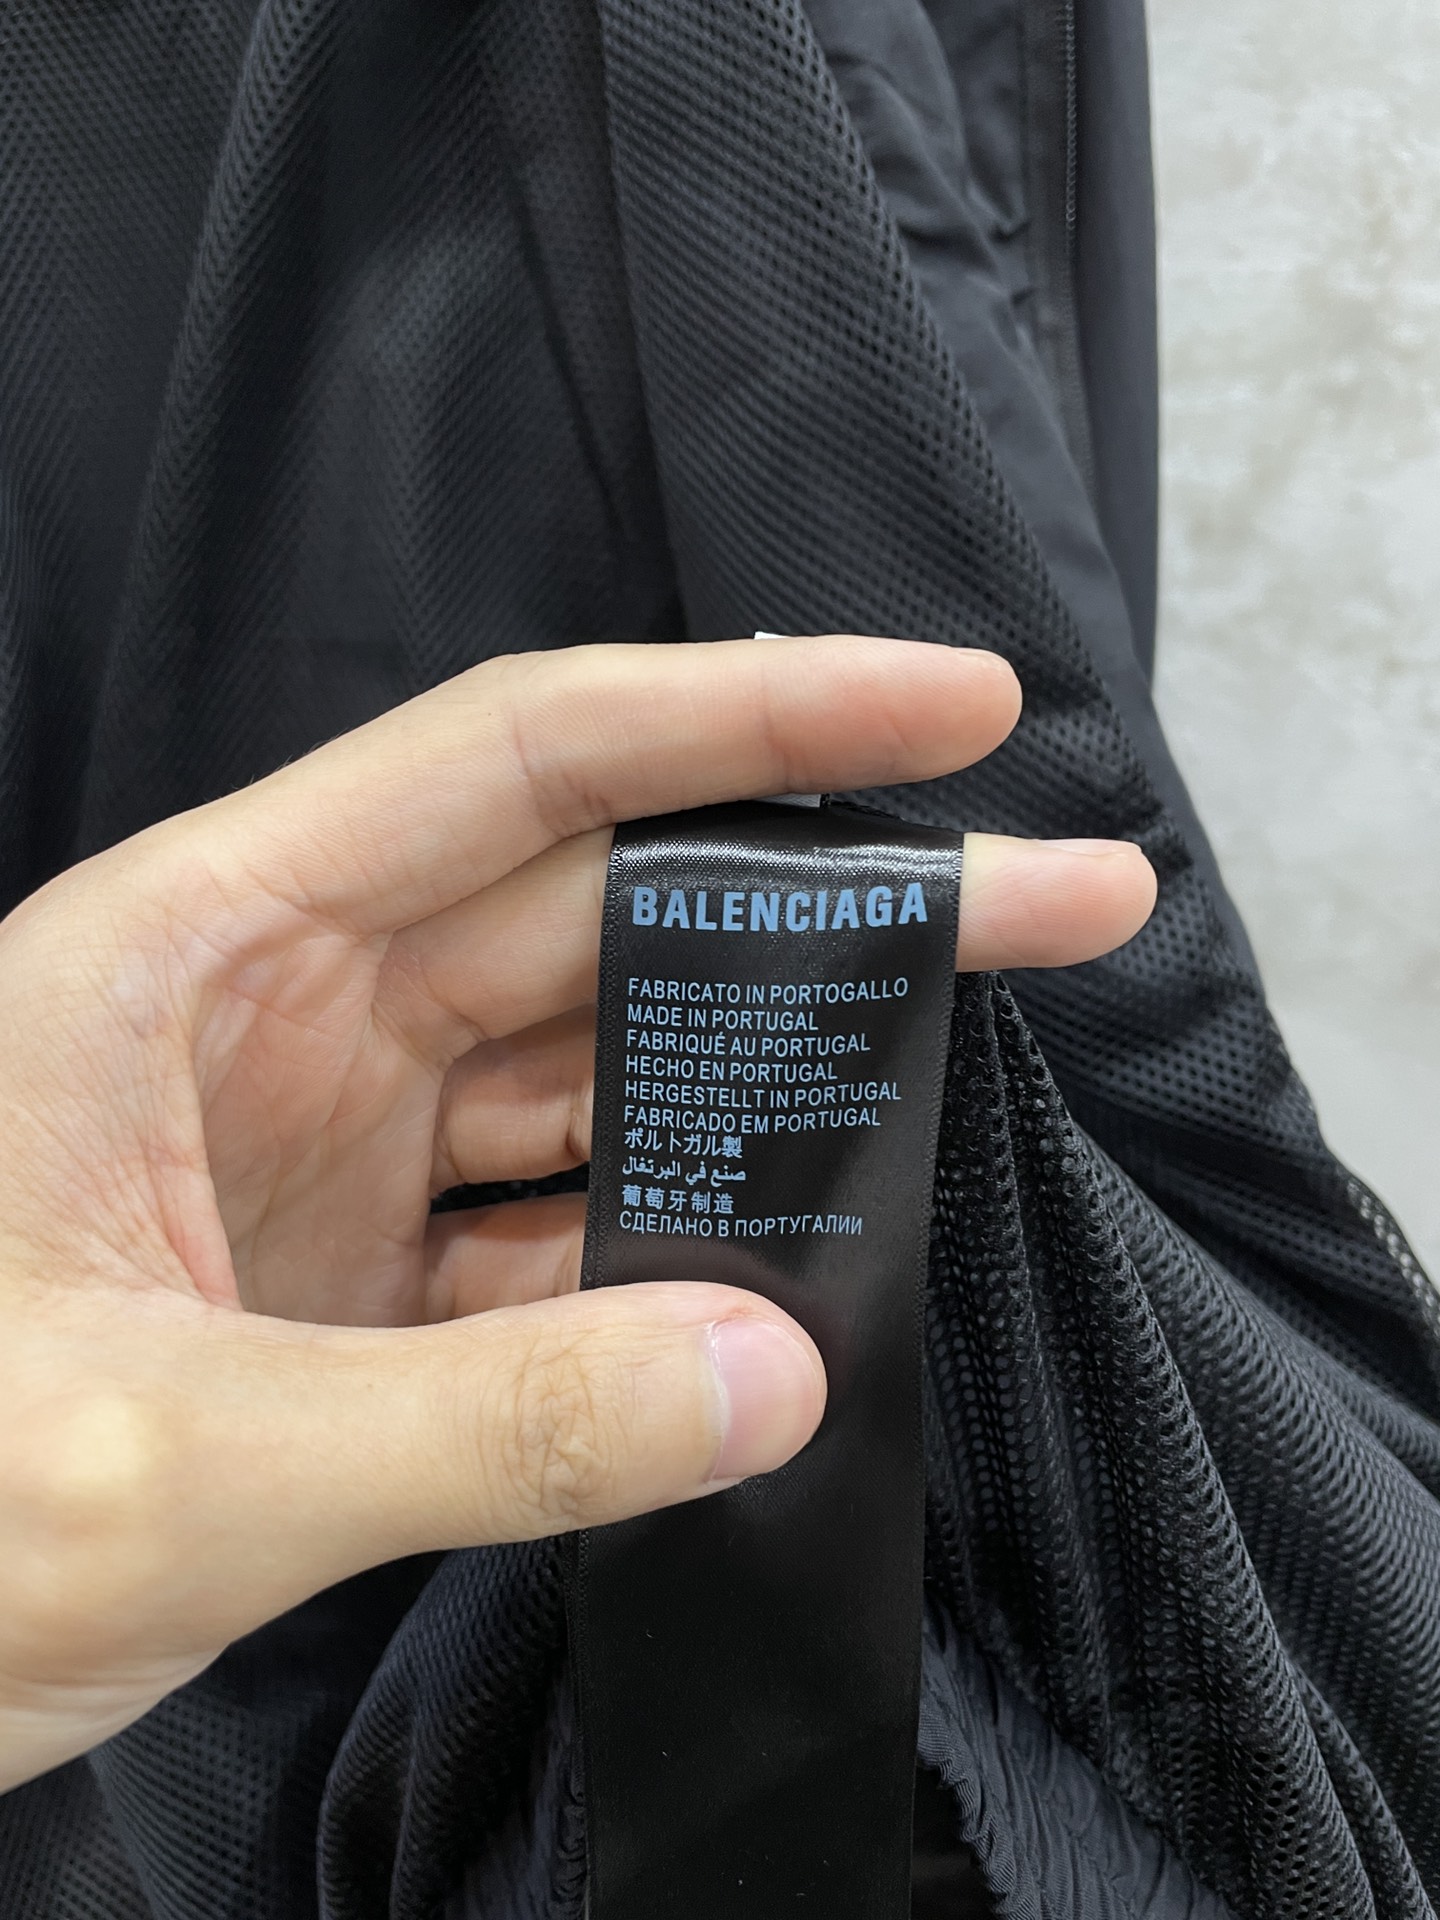 BALENCIAGA
FABRICATO IN PORTOGALLO
MADE IN PORTUGAL
FABRIQUÉ AU PORTUGAL
HECHO EN PORTUGAL
HERGESTELLT IN PORTUGAL
FABRICADO EM PORTUGAL
ポルトガル製
صنع في البرتغال
葡萄牙制造
СДЕЛАНО В ПОРТУГАЛИИ